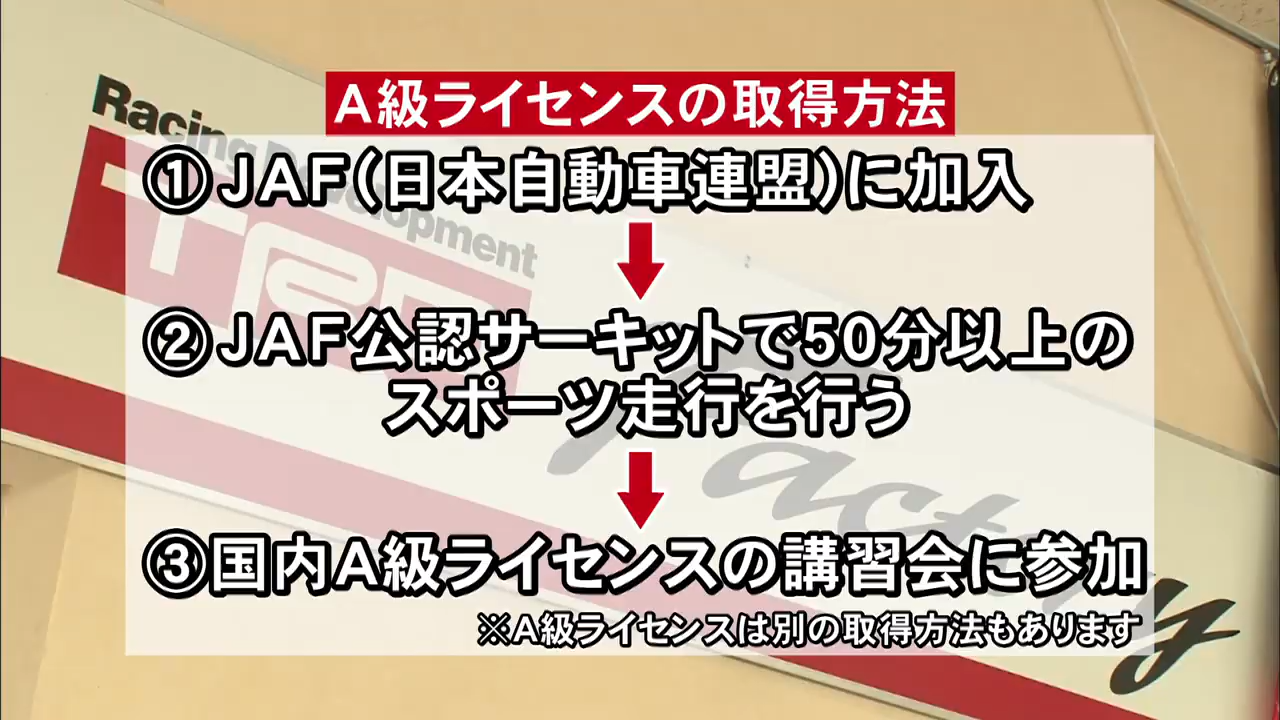 A級ライセンスの取得方法
①JAF(日本自動車連盟)に加入
②JAF公認サーキットで50分以上の
スポーツ走行を行う
③国内A級ライセンスの講習会に参加
※A級ライセンスは別の取得方法もあります
Racing Development
TRD
Factory